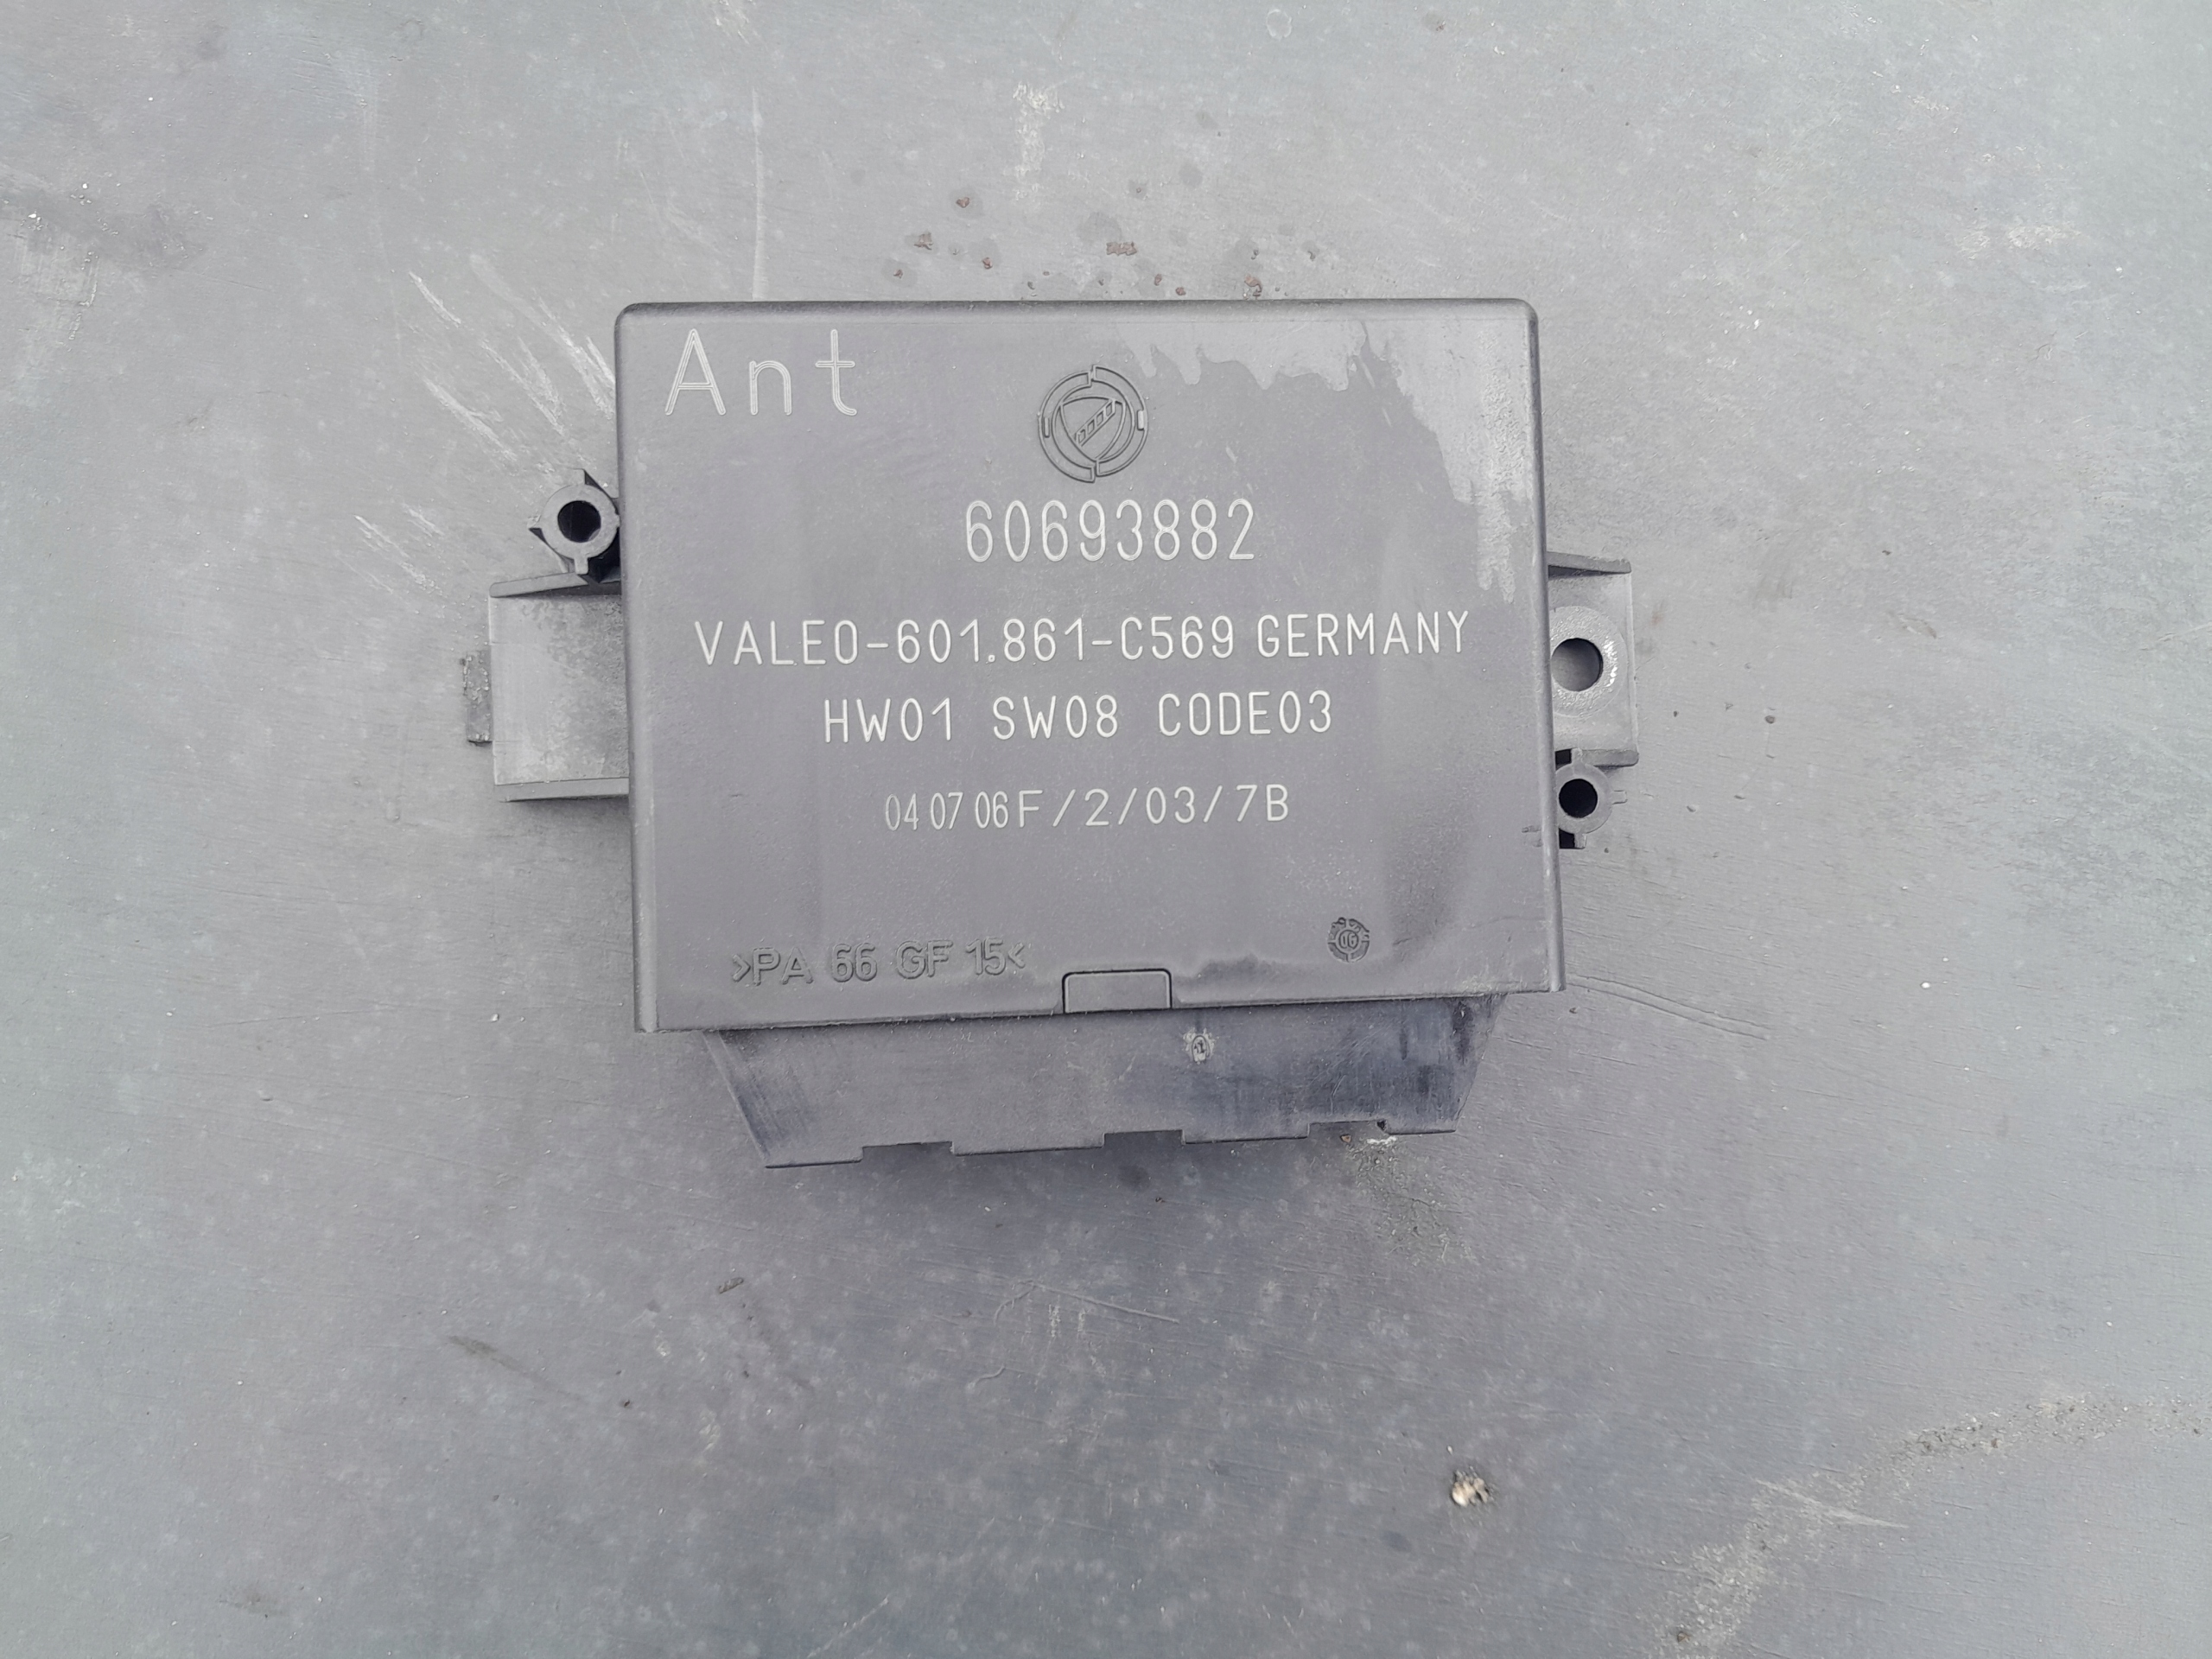 Ant
60693882
VALEO-601.861-C569 GERMANY
HW01 SW08 CODE03
04 07 06 F/2/03/7B
>PA 66 GF 15<
06